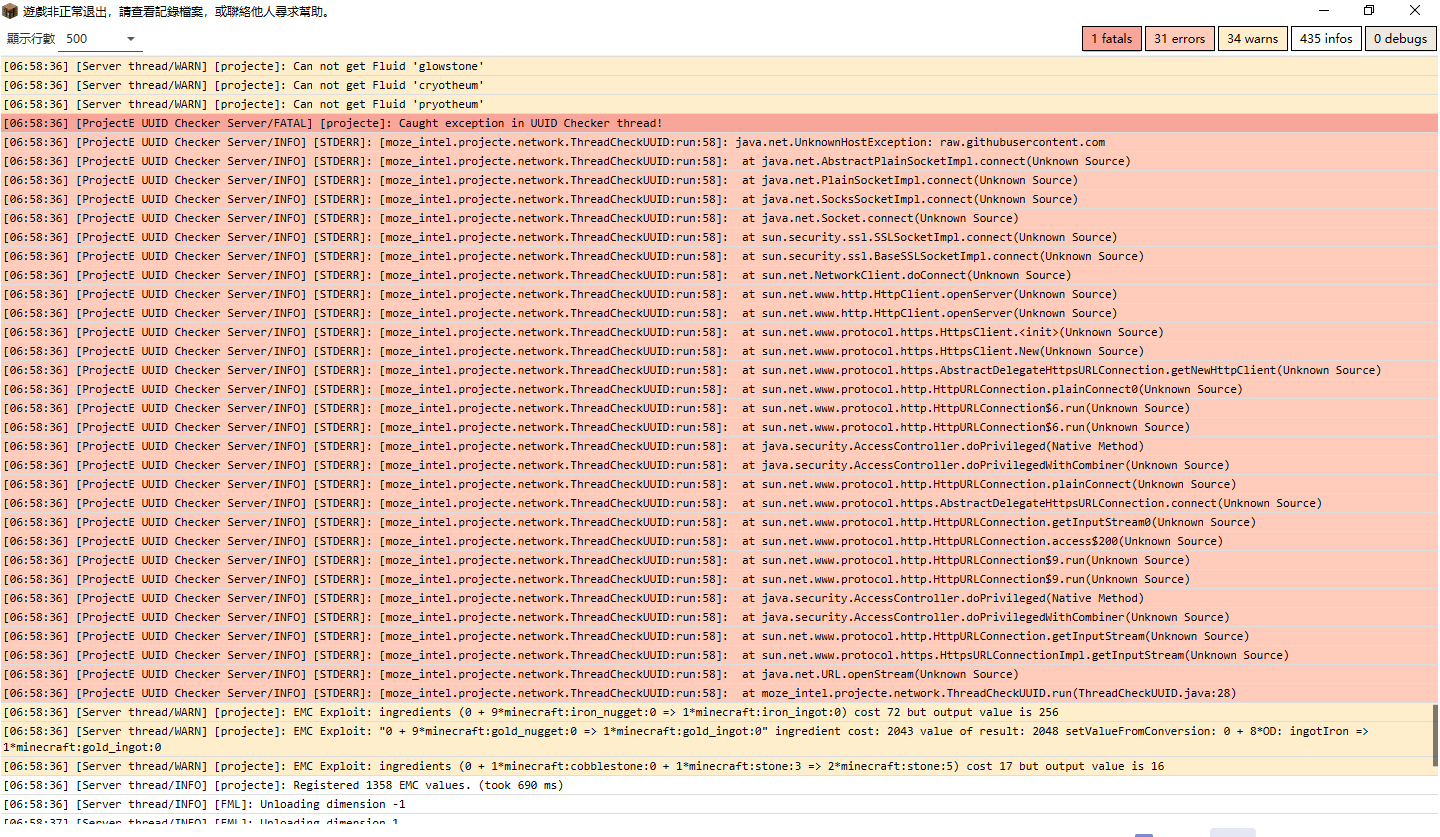 遊戲非正常退出，請查看記錄檔案，或聯絡他人尋求幫助。
顯示行數 500 1 fatals 31 errors 34 warns 435 infos 0 debugs
[06:58:36] [Server thread/WARN] [projecte]: Can not get Fluid 'glowstone'
[06:58:36] [Server thread/WARN] [projecte]: Can not get Fluid 'cryotheum'
[06:58:36] [Server thread/WARN] [projecte]: Can not get Fluid 'pryotheum'
[06:58:36] [ProjectE UUID Checker Server/FATAL] [projecte]: Caught exception in UUID Checker thread!
[06:58:36] [ProjectE UUID Checker Server/INFO] [STDERR]: [moze_intel.projecte.network.ThreadCheckUUID:run:58]: java.net.UnknownHostException: raw.githubusercontent.com
[06:58:36] [ProjectE UUID Checker Server/INFO] [STDERR]: [moze_intel.projecte.network.ThreadCheckUUID:run:58]: at java.net.AbstractPlainSocketImpl.connect(Unknown Source)
[06:58:36] [ProjectE UUID Checker Server/INFO] [STDERR]: [moze_intel.projecte.network.ThreadCheckUUID:run:58]: at java.net.PlainSocketImpl.connect(Unknown Source)
[06:58:36] [ProjectE UUID Checker Server/INFO] [STDERR]: [moze_intel.projecte.network.ThreadCheckUUID:run:58]: at java.net.SocksSocketImpl.connect(Unknown Source)
[06:58:36] [ProjectE UUID Checker Server/INFO] [STDERR]: [moze_intel.projecte.network.ThreadCheckUUID:run:58]: at java.net.Socket.connect(Unknown Source)
[06:58:36] [ProjectE UUID Checker Server/INFO] [STDERR]: [moze_intel.projecte.network.ThreadCheckUUID:run:58]: at sun.security.ssl.SSLSocketImpl.connect(Unknown Source)
[06:58:36] [ProjectE UUID Checker Server/INFO] [STDERR]: [moze_intel.projecte.network.ThreadCheckUUID:run:58]: at sun.security.ssl.BaseSSLSocketImpl.connect(Unknown Source)
[06:58:36] [ProjectE UUID Checker Server/INFO] [STDERR]: [moze_intel.projecte.network.ThreadCheckUUID:run:58]: at sun.net.NetworkClient.doConnect(Unknown Source)
[06:58:36] [ProjectE UUID Checker Server/INFO] [STDERR]: [moze_intel.projecte.network.ThreadCheckUUID:run:58]: at sun.net.www.http.HttpClient.openServer(Unknown Source)
[06:58:36] [ProjectE UUID Checker Server/INFO] [STDERR]: [moze_intel.projecte.network.ThreadCheckUUID:run:58]: at sun.net.www.http.HttpClient.openServer(Unknown Source)
[06:58:36] [ProjectE UUID Checker Server/INFO] [STDERR]: [moze_intel.projecte.network.ThreadCheckUUID:run:58]: at sun.net.www.protocol.https.HttpsClient.<init>(Unknown Source)
[06:58:36] [ProjectE UUID Checker Server/INFO] [STDERR]: [moze_intel.projecte.network.ThreadCheckUUID:run:58]: at sun.net.www.protocol.https.HttpsClient.New(Unknown Source)
[06:58:36] [ProjectE UUID Checker Server/INFO] [STDERR]: [moze_intel.projecte.network.ThreadCheckUUID:run:58]: at sun.net.www.protocol.https.AbstractDelegateHttpsURLConnection.getNewHttpClient(Unknown Source)
[06:58:36] [ProjectE UUID Checker Server/INFO] [STDERR]: [moze_intel.projecte.network.ThreadCheckUUID:run:58]: at sun.net.www.protocol.http.HttpURLConnection.plainConnect0(Unknown Source)
[06:58:36] [ProjectE UUID Checker Server/INFO] [STDERR]: [moze_intel.projecte.network.ThreadCheckUUID:run:58]: at sun.net.www.protocol.http.HttpURLConnection$6.run(Unknown Source)
[06:58:36] [ProjectE UUID Checker Server/INFO] [STDERR]: [moze_intel.projecte.network.ThreadCheckUUID:run:58]: at sun.net.www.protocol.http.HttpURLConnection$6.run(Unknown Source)
[06:58:36] [ProjectE UUID Checker Server/INFO] [STDERR]: [moze_intel.projecte.network.ThreadCheckUUID:run:58]: at java.security.AccessController.doPrivileged(Native Method)
[06:58:36] [ProjectE UUID Checker Server/INFO] [STDERR]: [moze_intel.projecte.network.ThreadCheckUUID:run:58]: at java.security.AccessController.doPrivilegedWithCombiner(Unknown Source)
[06:58:36] [ProjectE UUID Checker Server/INFO] [STDERR]: [moze_intel.projecte.network.ThreadCheckUUID:run:58]: at sun.net.www.protocol.http.HttpURLConnection.plainConnect(Unknown Source)
[06:58:36] [ProjectE UUID Checker Server/INFO] [STDERR]: [moze_intel.projecte.network.ThreadCheckUUID:run:58]: at sun.net.www.protocol.https.AbstractDelegateHttpsURLConnection.connect(Unknown Source)
[06:58:36] [ProjectE UUID Checker Server/INFO] [STDERR]: [moze_intel.projecte.network.ThreadCheckUUID:run:58]: at sun.net.www.protocol.http.HttpURLConnection.getInputStream0(Unknown Source)
[06:58:36] [ProjectE UUID Checker Server/INFO] [STDERR]: [moze_intel.projecte.network.ThreadCheckUUID:run:58]: at sun.net.www.protocol.http.HttpURLConnection.access$200(Unknown Source)
[06:58:36] [ProjectE UUID Checker Server/INFO] [STDERR]: [moze_intel.projecte.network.ThreadCheckUUID:run:58]: at sun.net.www.protocol.http.HttpURLConnection$9.run(Unknown Source)
[06:58:36] [ProjectE UUID Checker Server/INFO] [STDERR]: [moze_intel.projecte.network.ThreadCheckUUID:run:58]: at sun.net.www.protocol.http.HttpURLConnection$9.run(Unknown Source)
[06:58:36] [ProjectE UUID Checker Server/INFO] [STDERR]: [moze_intel.projecte.network.ThreadCheckUUID:run:58]: at java.security.AccessController.doPrivileged(Native Method)
[06:58:36] [ProjectE UUID Checker Server/INFO] [STDERR]: [moze_intel.projecte.network.ThreadCheckUUID:run:58]: at java.security.AccessController.doPrivilegedWithCombiner(Unknown Source)
[06:58:36] [ProjectE UUID Checker Server/INFO] [STDERR]: [moze_intel.projecte.network.ThreadCheckUUID:run:58]: at sun.net.www.protocol.http.HttpURLConnection.getInputStream(Unknown Source)
[06:58:36] [ProjectE UUID Checker Server/INFO] [STDERR]: [moze_intel.projecte.network.ThreadCheckUUID:run:58]: at sun.net.www.protocol.https.HttpsURLConnectionImpl.getInputStream(Unknown Source)
[06:58:36] [ProjectE UUID Checker Server/INFO] [STDERR]: [moze_intel.projecte.network.ThreadCheckUUID:run:58]: at java.net.URL.openStream(Unknown Source)
[06:58:36] [ProjectE UUID Checker Server/INFO] [STDERR]: [moze_intel.projecte.network.ThreadCheckUUID:run:58]: at moze_intel.projecte.network.ThreadCheckUUID.run(ThreadCheckUUID.java:28)
[06:58:36] [Server thread/WARN] [projecte]: EMC Exploit: ingredients (0 + 9*minecraft:iron_nugget:0 => 1*minecraft:iron_ingot:0) cost 72 but output value is 256
[06:58:36] [Server thread/WARN] [projecte]: EMC Exploit: "0 + 9*minecraft:gold_nugget:0 => 1*minecraft:gold_ingot:0" ingredient cost: 2043 value of result: 2048 setValueFromConversion: 0 + 8*OD: ingotIron =>
1*minecraft:gold_ingot:0
[06:58:36] [Server thread/WARN] [projecte]: EMC Exploit: ingredients (0 + 1*minecraft:cobblestone:0 + 1*minecraft:stone:3 => 2*minecraft:stone:5) cost 17 but output value is 16
[06:58:36] [Server thread/INFO] [projecte]: Registered 1358 EMC values. (took 690 ms)
[06:58:36] [Server thread/INFO] [FML]: Unloading dimension -1
[06:58:37] [Server thread/INFO] [FML]: Unloading dimension 1